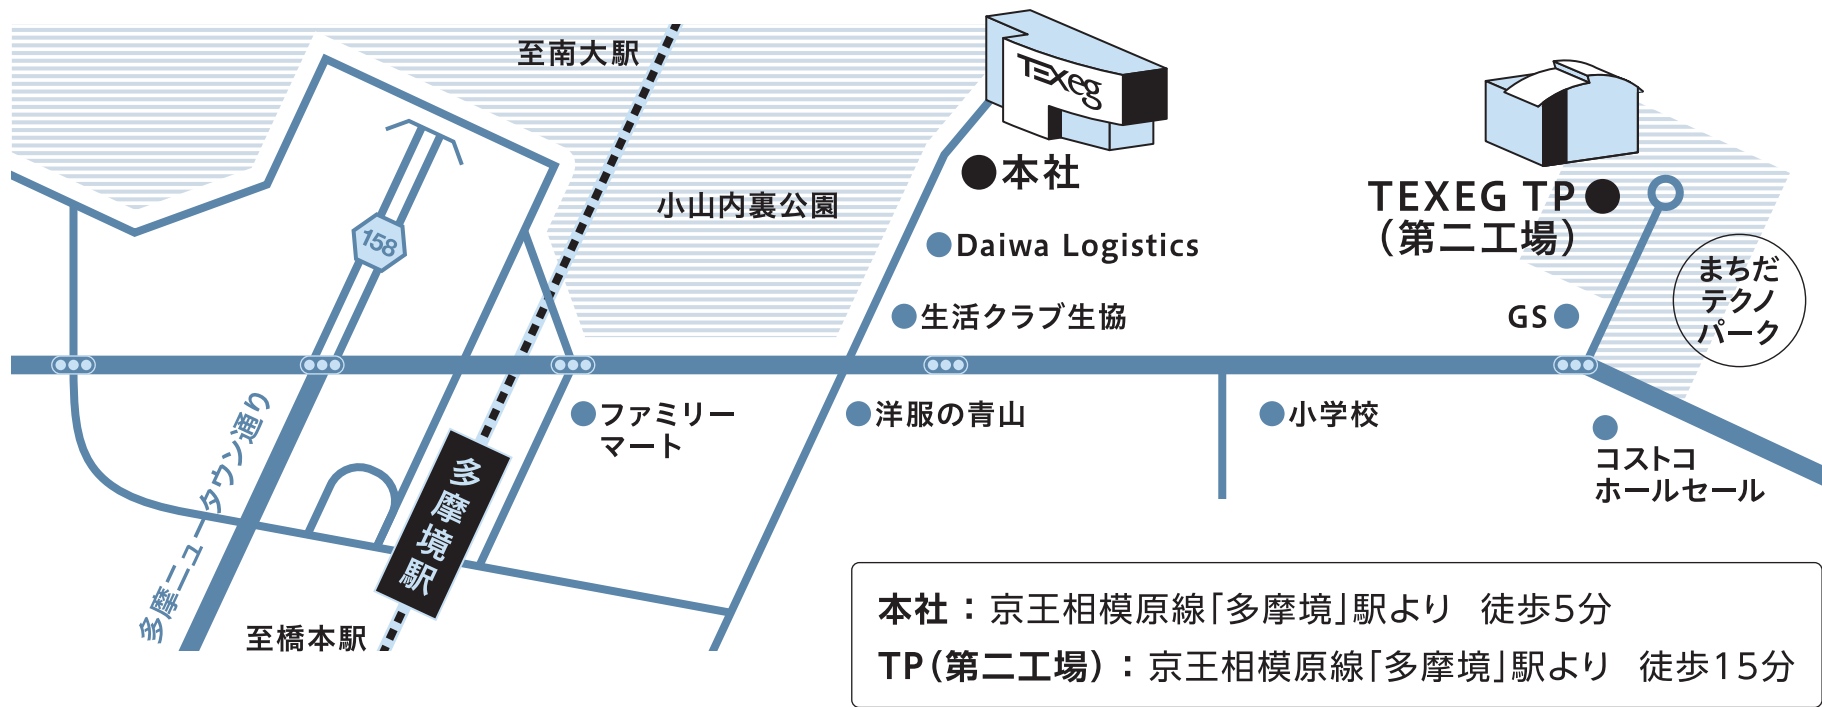 至南大駅
TEXeg
本社
小山内裏公園
158
TEXEG TP
（第二工場）
Daiwa Logistics
生活クラブ生協
GS
まちだ
テクノ
パーク
ファミリー
マート
洋服の青山
小学校
コストコ
ホールセール
多摩ニュータウン通り
多摩境駅
至橋本駅
本社：京王相模原線「多摩境」駅より　徒歩5分
TP（第二工場）：京王相模原線「多摩境」駅より　徒歩15分